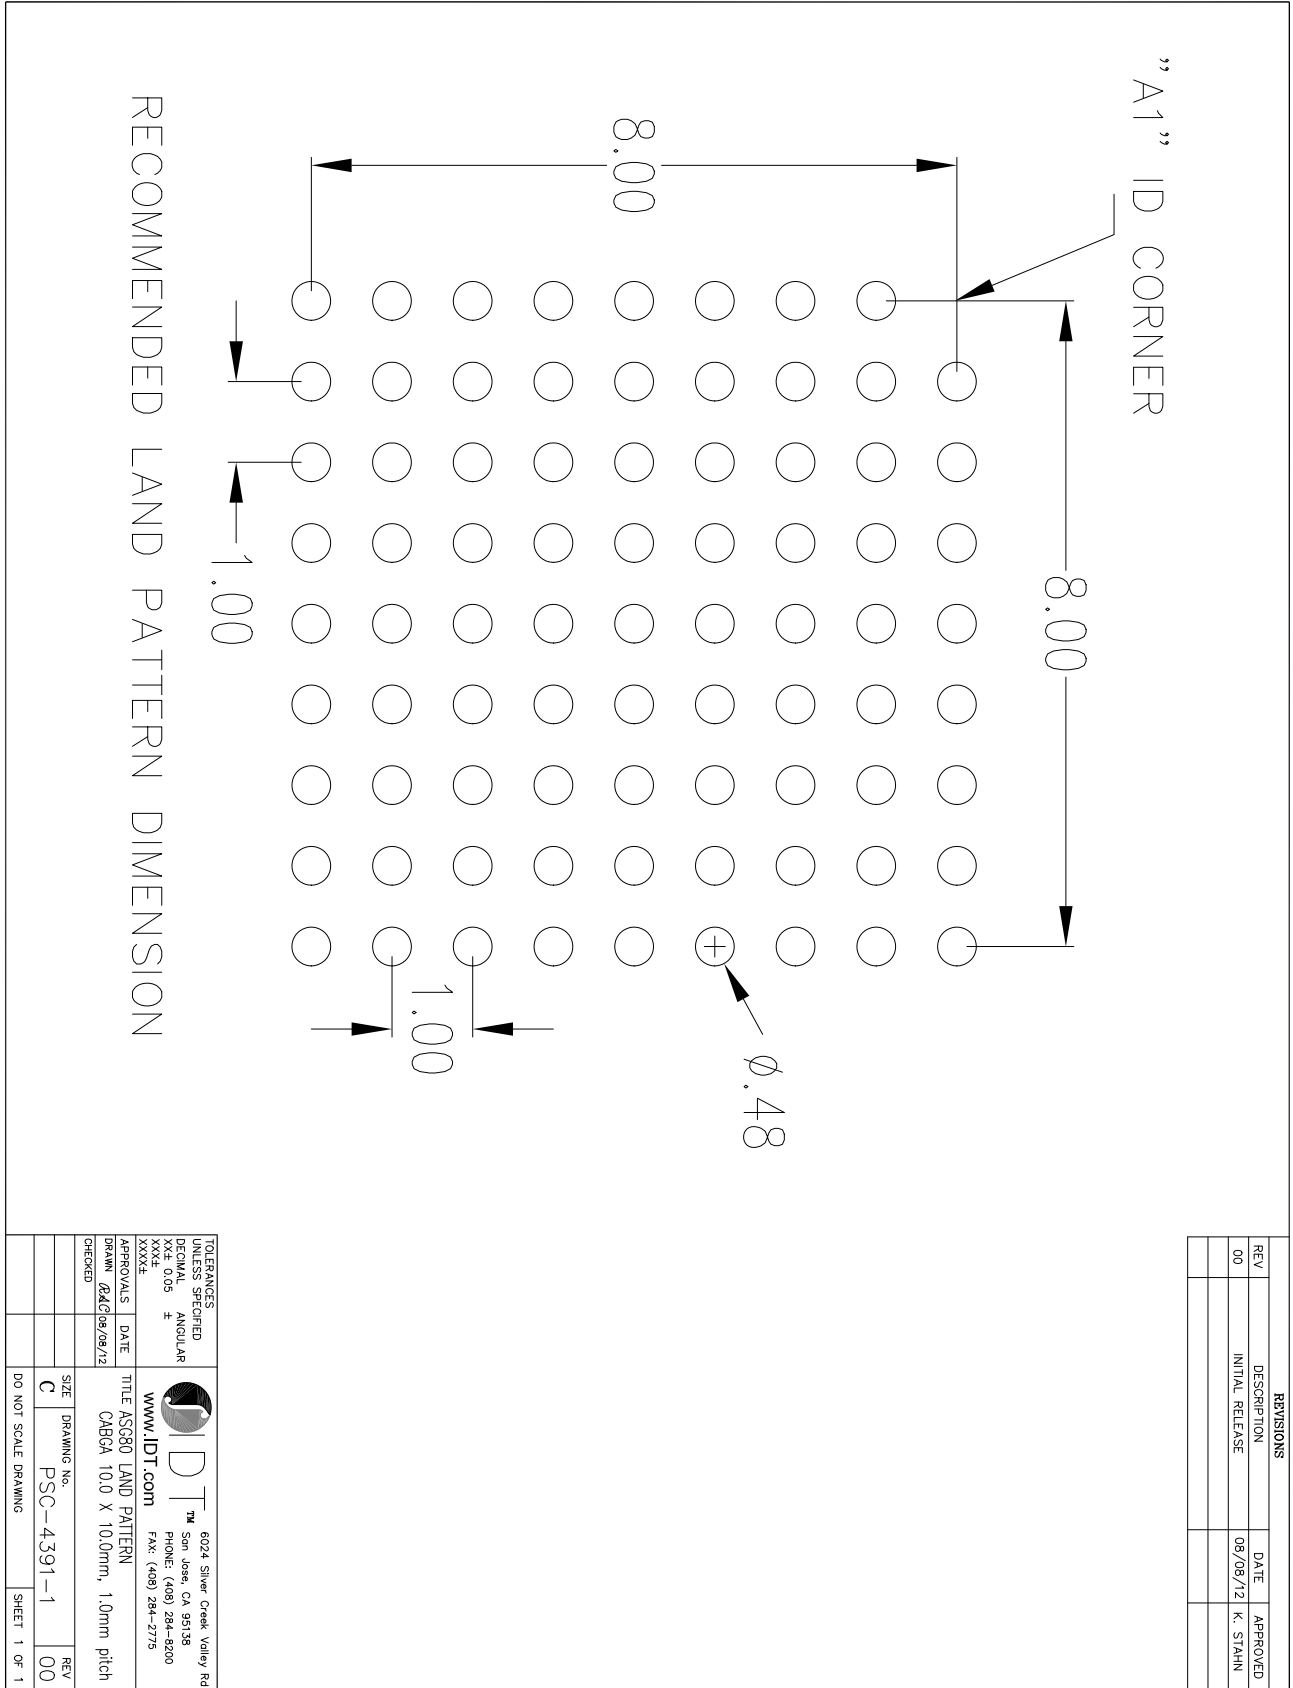 REVISIONS
REV DESCRIPTION DATE APPROVED
00 INITIAL RELEASE 08/08/12 K. STAHN
"A1" ID CORNER
8.00
8.00
1.00
1.00
Ø.48
RECOMMENDED LAND PATTERN DIMENSION
TOLERANCES
UNLESS SPECIFIED
DECIMAL ANGULAR
XX± 0.05 ±
XXX±
XXXX±
APPROVALS DATE
DRAWN RAC 08/08/12
CHECKED
IDT™
www.IDT.com
6024 Silver Creek Valley Rd
San Jose, CA 95138
PHONE: (408) 284-8200
FAX: (408) 284-2775
TITLE ASG80 LAND PATTERN
CABGA 10.0 X 10.0mm, 1.0mm pitch
SIZE DRAWING No. REV
C PSC-4391-1 00
DO NOT SCALE DRAWING SHEET 1 OF 1